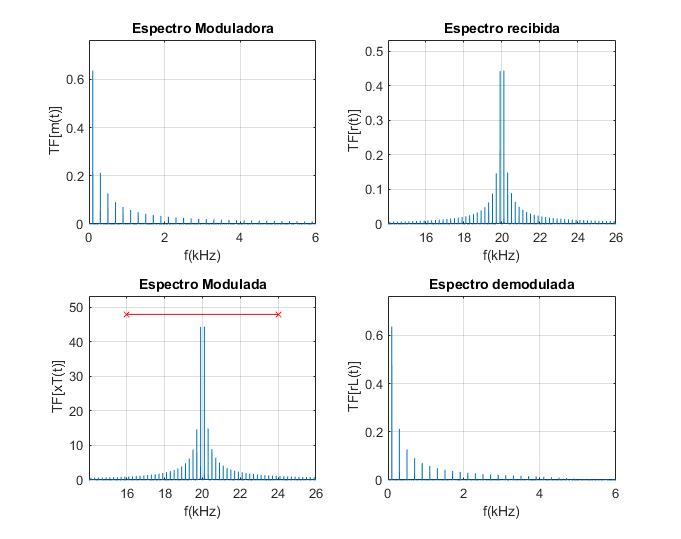 Espectro Moduladora
TF[m(t)]
0.6
0.4
0.2
0
0 2 4 6
f(kHz)
Espectro recibida
TF[r(t)]
0.5
0.4
0.3
0.2
0.1
0
16 18 20 22 24 26
f(kHz)
Espectro Modulada
TF[xT(t)]
50
40
30
20
10
0
16 18 20 22 24 26
f(kHz)
Espectro demodulada
TF[rL(t)]
0.6
0.4
0.2
0
0 2 4 6
f(kHz)